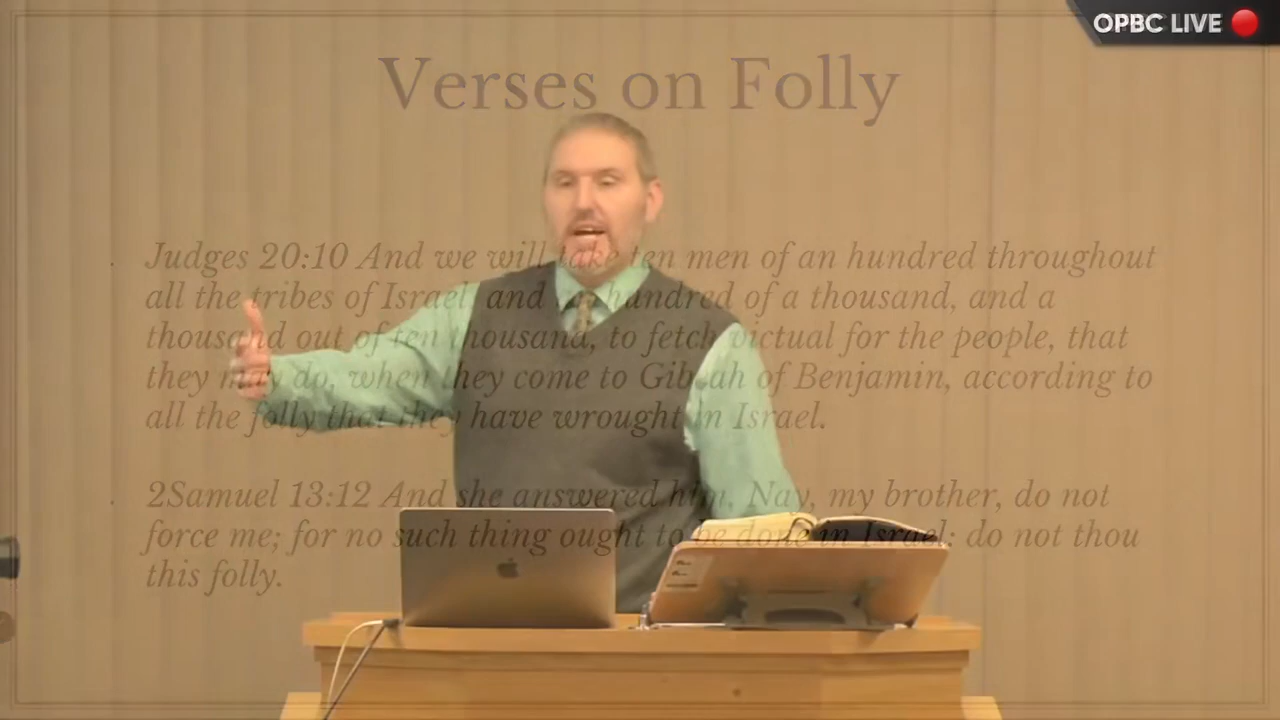 OPBC LIVE
Verses on Folly
Judges 20:10 And we will take ten men of an hundred throughout
all the tribes of Israel, and an hundred of a thousand, and a
thousand out of ten thousand, to fetch victual for the people, that
they may do, when they come to Gibeah of Benjamin, according to
all the folly that they have wrought in Israel.
2Samuel 13:12 And she answered him, Nay, my brother, do not
force me; for no such thing ought to be done in Israel: do not thou
this folly.